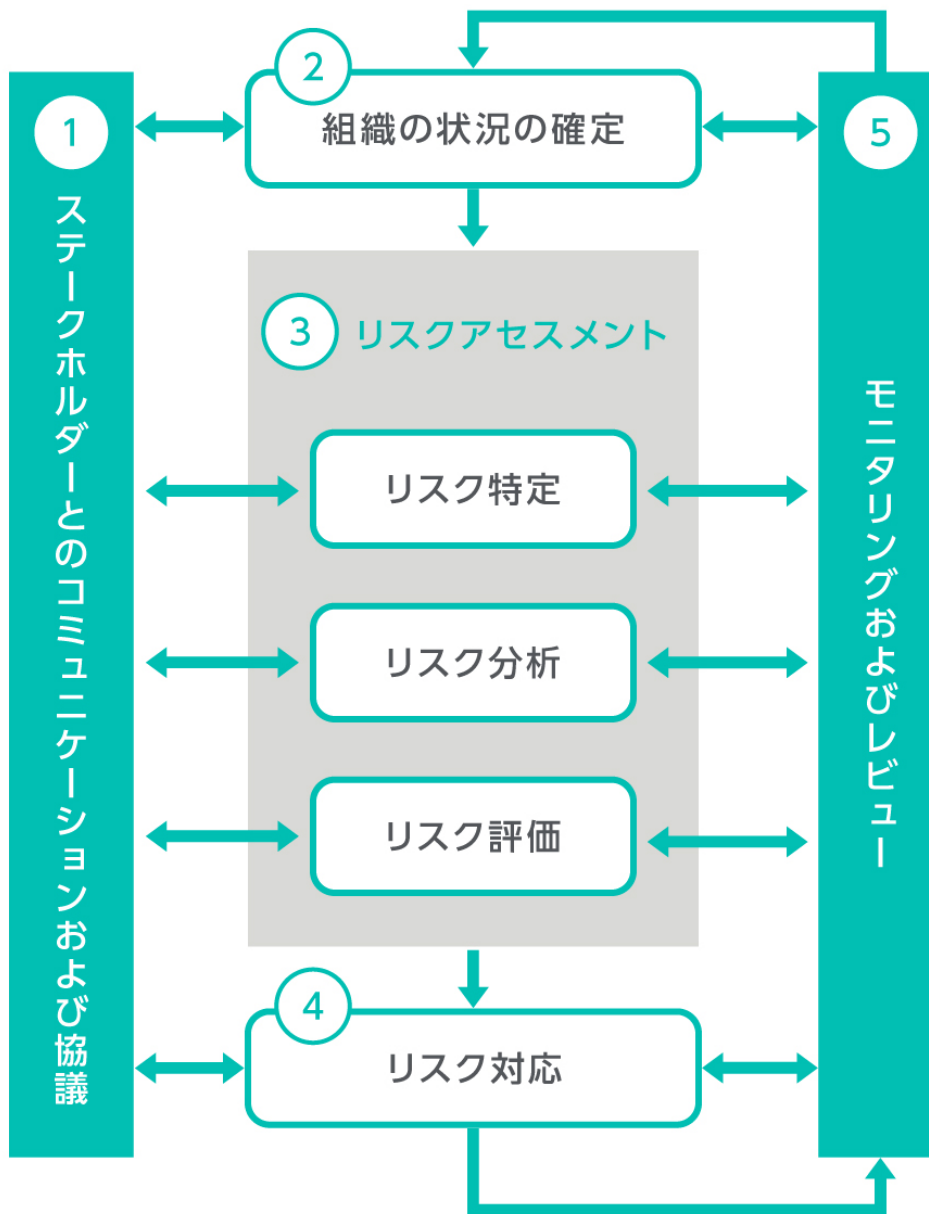 1
ステークホルダーとのコミュニケーションおよび協議
2
組織の状況の確定
3
リスクアセスメント
リスク特定
リスク分析
リスク評価
4
リスク対応
5
モニタリングおよびレビュー